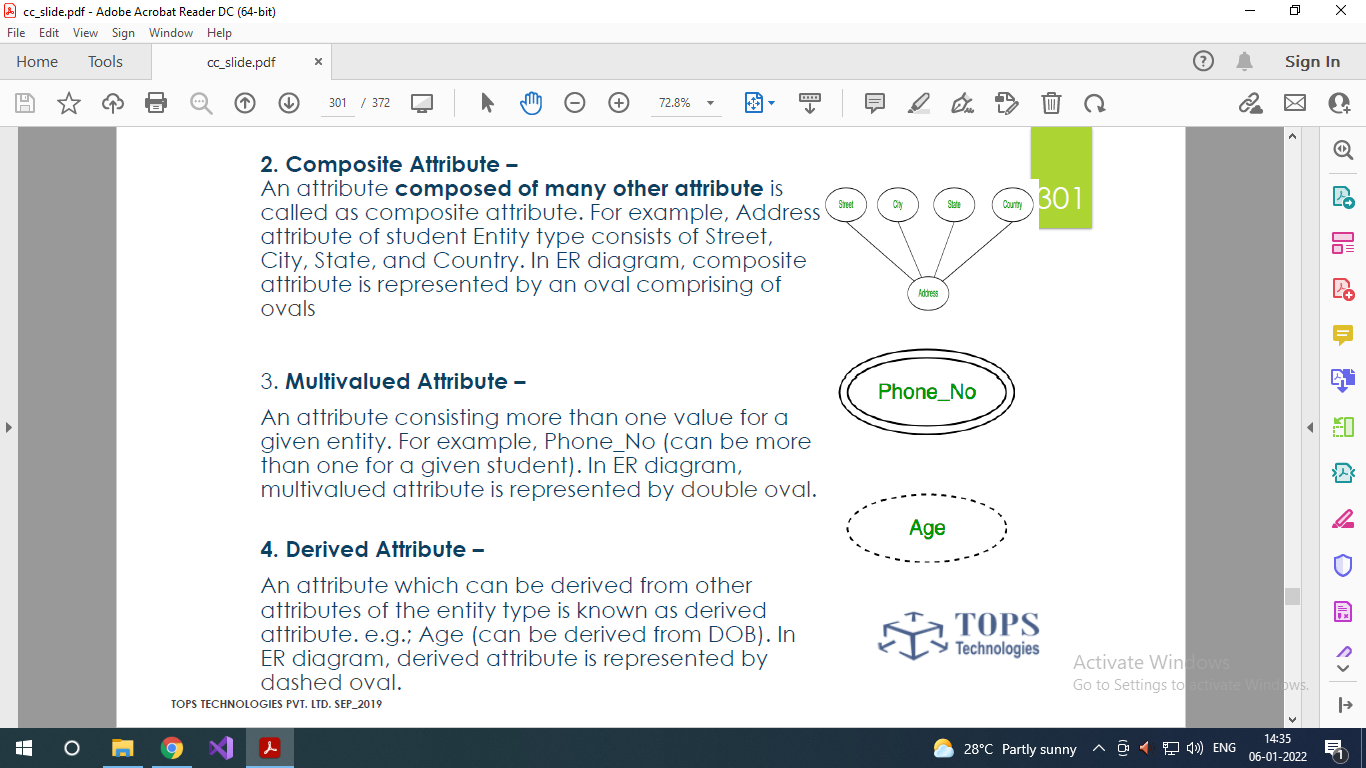 cc_slide.pdf - Adobe Acrobat Reader DC (64-bit)
File Edit View Sign Window Help
Home Tools cc_slide.pdf × Sign In
301 / 372 72.8%
2. Composite Attribute –
An attribute composed of many other attribute is
called as composite attribute. For example, Address
attribute of student Entity type consists of Street,
City, State, and Country. In ER diagram, composite
attribute is represented by an oval comprising of
ovals
301
Street City State Country
Address
3. Multivalued Attribute –
An attribute consisting more than one value for a
given entity. For example, Phone_No (can be more
than one for a given student). In ER diagram,
multivalued attribute is represented by double oval.
Phone_No
4. Derived Attribute –
An attribute which can be derived from other
attributes of the entity type is known as derived
attribute. e.g.; Age (can be derived from DOB). In
ER diagram, derived attribute is represented by
dashed oval.
Age
TOPS
Technologies
TOPS TECHNOLOGIES PVT. LTD. SEP_2019
Activate Windows
Go to Settings to activate Windows.
28°C Partly sunny ENG 14:35
06-01-2022
1